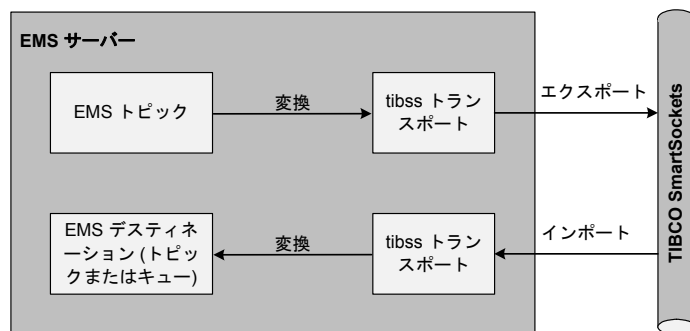 EMS サーバー
EMS トピック
変換
tibss トラン
スポート
エクスポート
EMS デスティネ
ーション (トピッ
クまたはキュー)
変換
tibss トラン
スポート
インポート
TIBCO SmartSockets